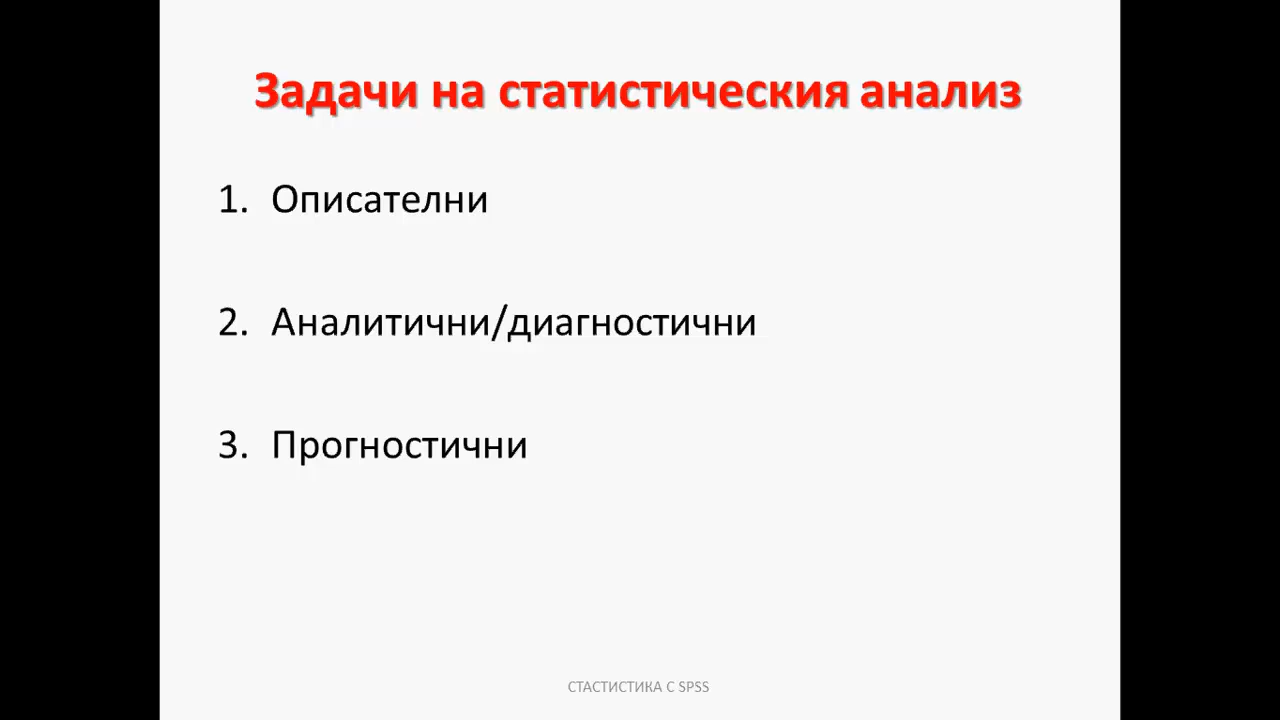 Задачи на статистическия анализ
1. Описателни
2. Аналитични/диагностични
3. Прогностични
СТАСТИСТИКА С SPSS